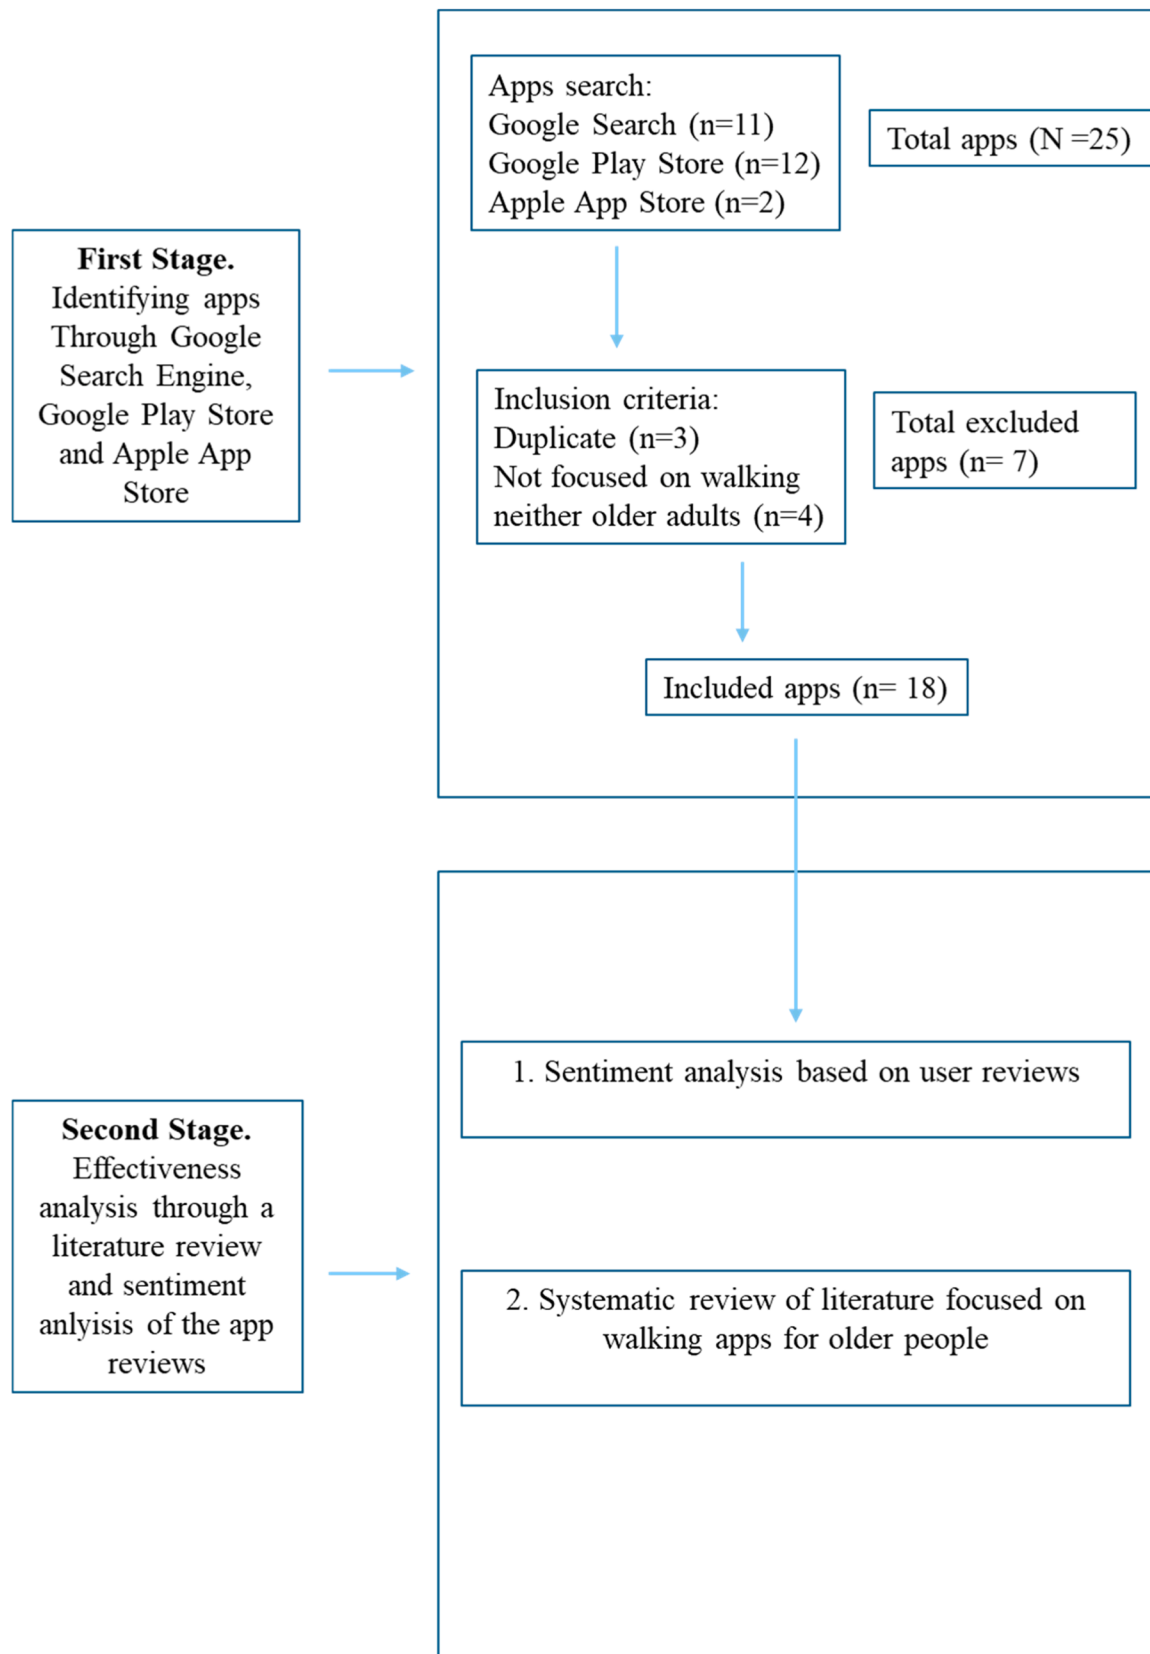 First Stage.
Identifying apps
Through Google
Search Engine,
Google Play Store
and Apple App
Store
Apps search:
Google Search (n=11)
Google Play Store (n=12)
Apple App Store (n=2)
Total apps (N =25)
Inclusion criteria:
Duplicate (n=3)
Not focused on walking
neither older adults (n=4)
Total excluded
apps (n= 7)
Included apps (n= 18)
Second Stage.
Effectiveness
analysis through a
literature review
and sentiment
anlyisis of the app
reviews
1. Sentiment analysis based on user reviews
2. Systematic review of literature focused on
walking apps for older people